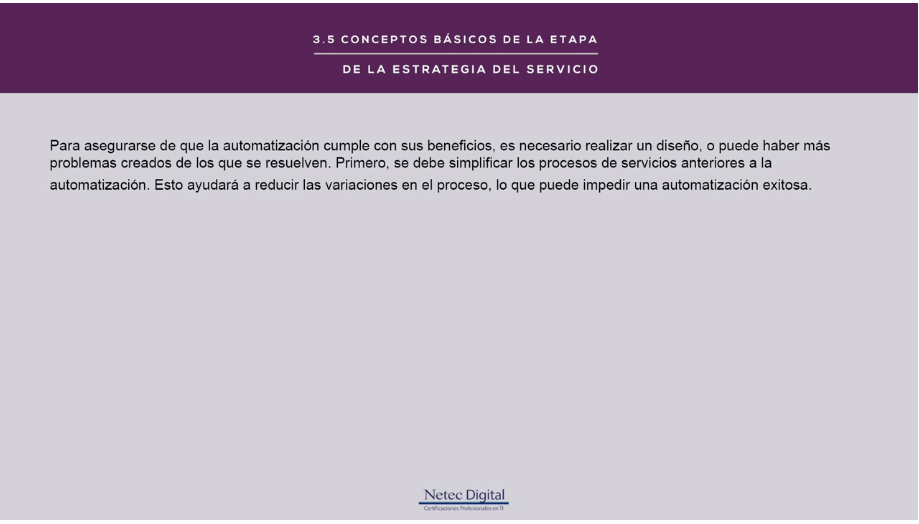 3.5 CONCEPTOS BÁSICOS DE LA ETAPA
DE LA ESTRATEGIA DEL SERVICIO
Para asegurarse de que la automatización cumple con sus beneficios, es necesario realizar un diseño, o puede haber más
problemas creados de los que se resuelven. Primero, se debe simplificar los procesos de servicios anteriores a la
automatización. Esto ayudará a reducir las variaciones en el proceso, lo que puede impedir una automatización exitosa.
Netec Digital
Certificaciones Profesionales en TI